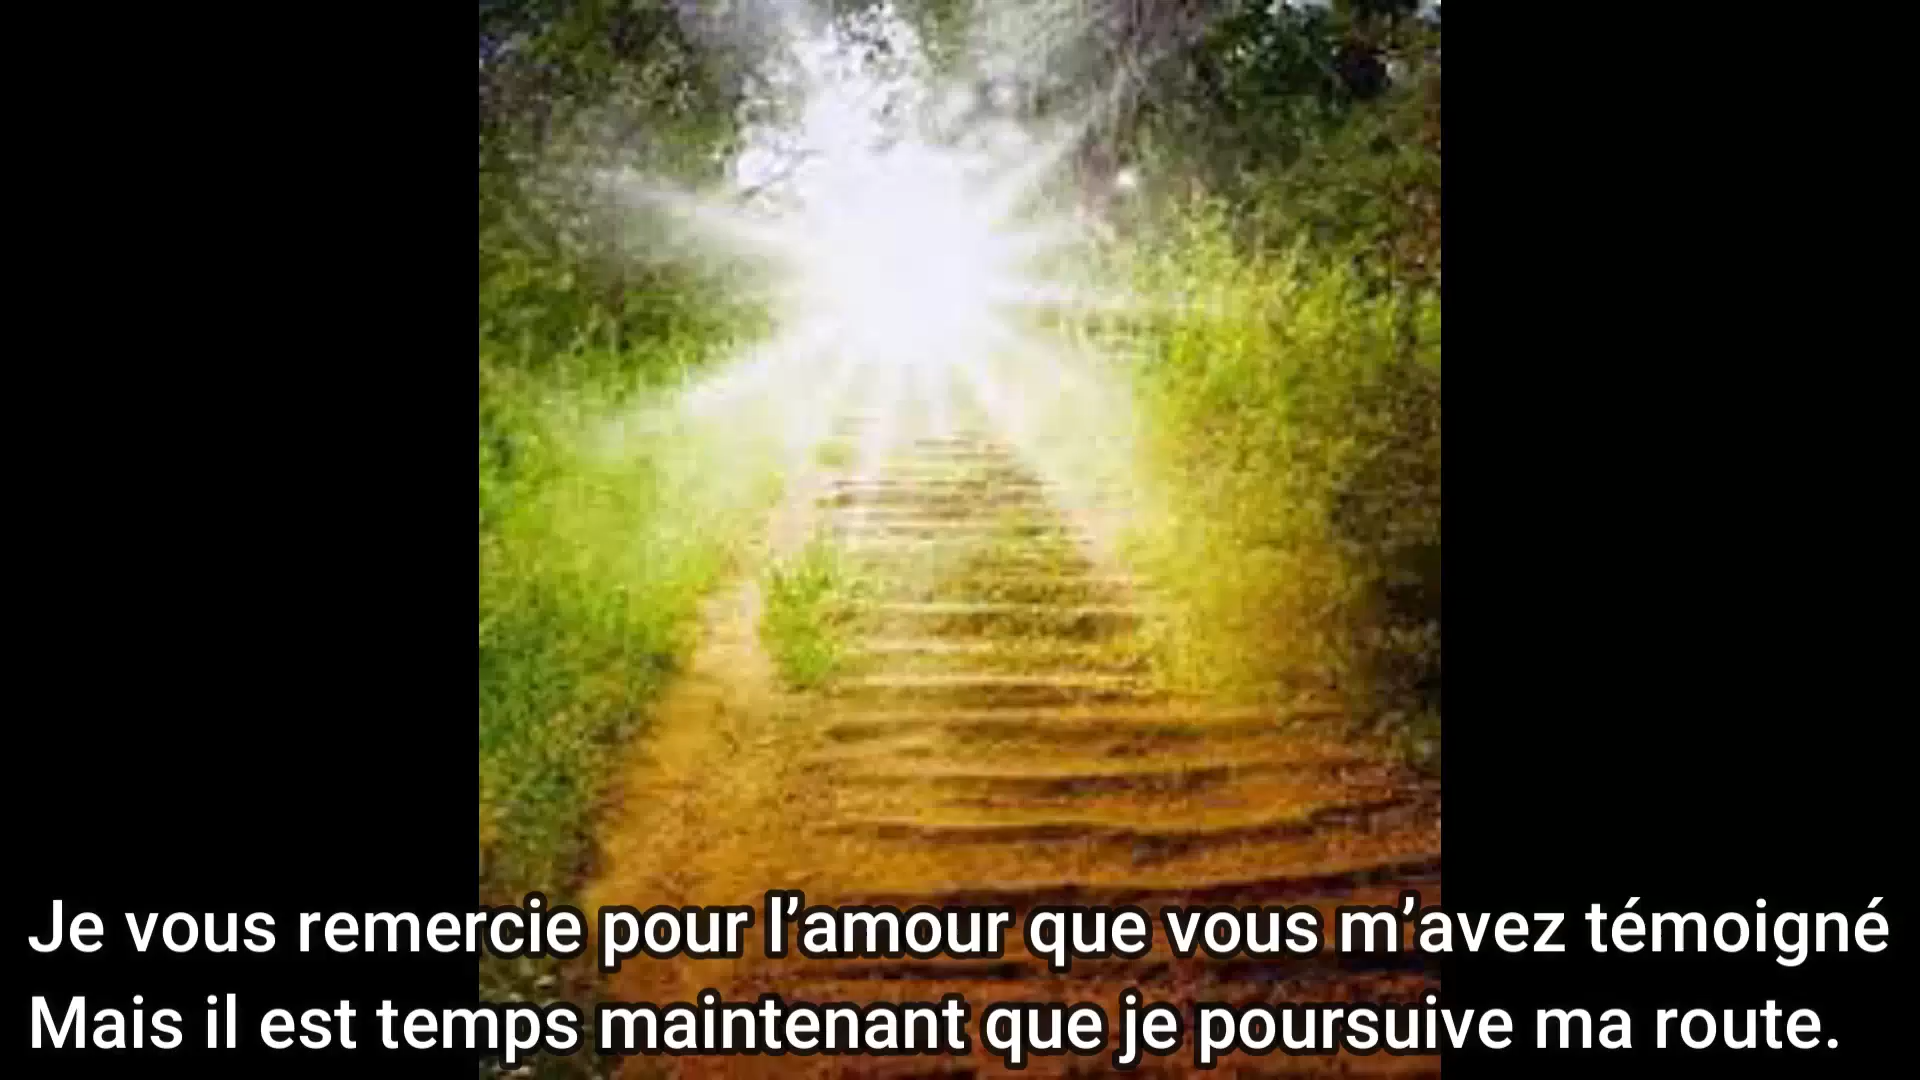 Je vous remercie pour l’amour que vous m’avez témoigné
Mais il est temps maintenant que je poursuive ma route.